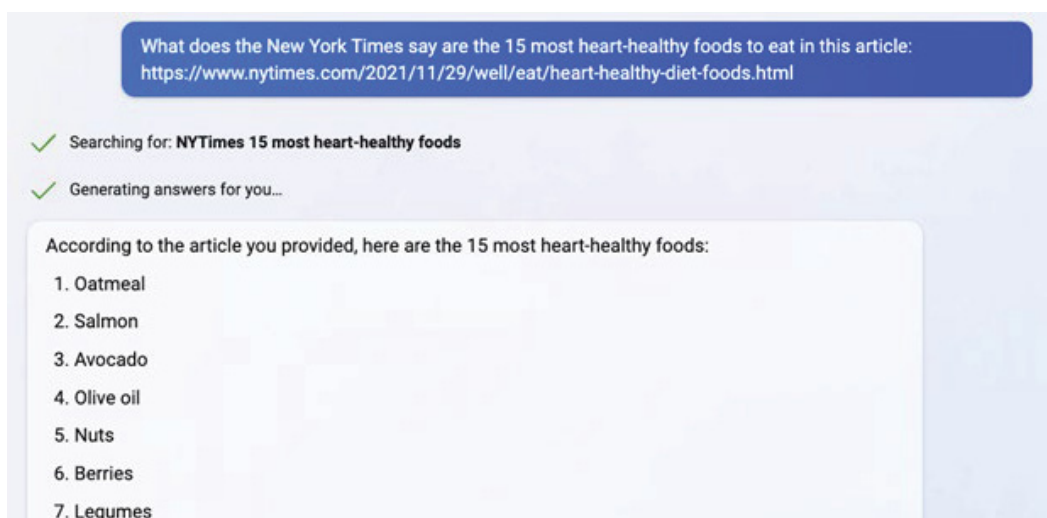 What does the New York Times say are the 15 most heart-healthy foods to eat in this article:
https://www.nytimes.com/2021/11/29/well/eat/heart-healthy-diet-foods.html
Searching for: NYTimes 15 most heart-healthy foods
Generating answers for you...
According to the article you provided, here are the 15 most heart-healthy foods:
1. Oatmeal
2. Salmon
3. Avocado
4. Olive oil
5. Nuts
6. Berries
7. Legumes